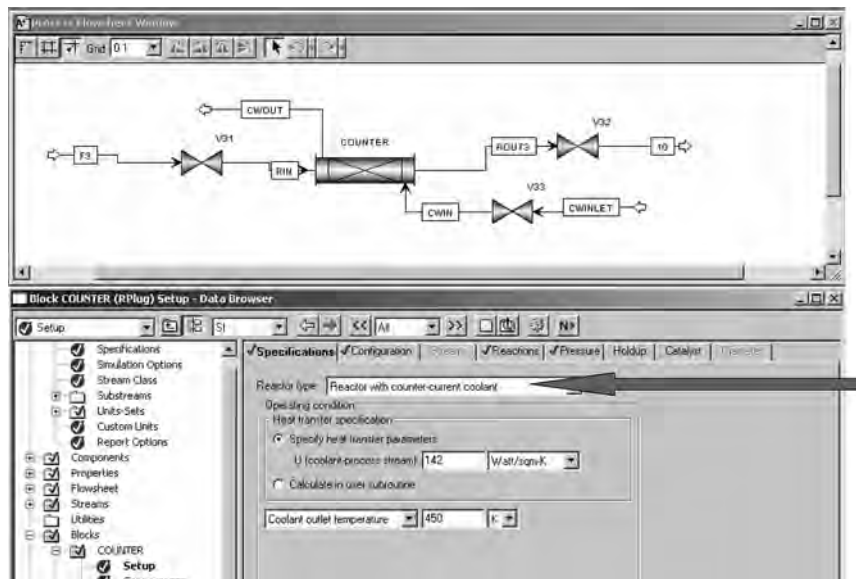 Process Flowsheet Window
Grid 0.1
CWOUT
V31
COUNTER
V32
F3
RIN
ROUT3
10
V33
CWIN
CWINLET
Block COUNTER (RPlug) Setup - Data Browser
Setup
All
N>
Specifications
Simulation Options
Stream Class
Substreams
Units-Sets
Custom Units
Report Options
Components
Properties
Flowsheet
Streams
Utilities
Blocks
COUNTER
Setup
Specifications Configuration Streams Reactions Pressure Holdup Catalyst Diameter
Reactor type: Reactor with counter-current coolant
Operating condition
Heat transfer specification
Specify heat transfer parameters
U (coolant-process stream): 142 Watt/sqm-K
Calculate in user subroutine
Coolant outlet temperature 450 K